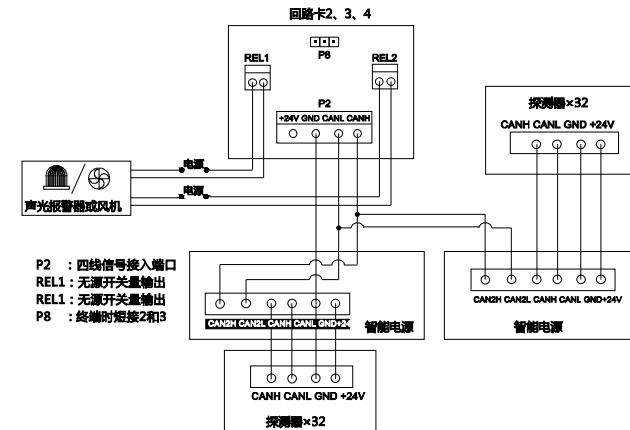 回路卡2、3、4
P8
REL1
REL2
P2
+24V GND CANL CANH
探测器×32
CANH CANL GND +24V
电源
电源
声光报警器或风机
P2 ：四线信号接入端口
REL1：无源开关量输出
REL1：无源开关量输出
P8 ：终端时短接2和3
CAN2H CAN2L CANH CANL GND+24
智能电源
CAN2H CAN2L CANH CANL GND+24V
智能电源
CANH CANL GND +24V
探测器×32